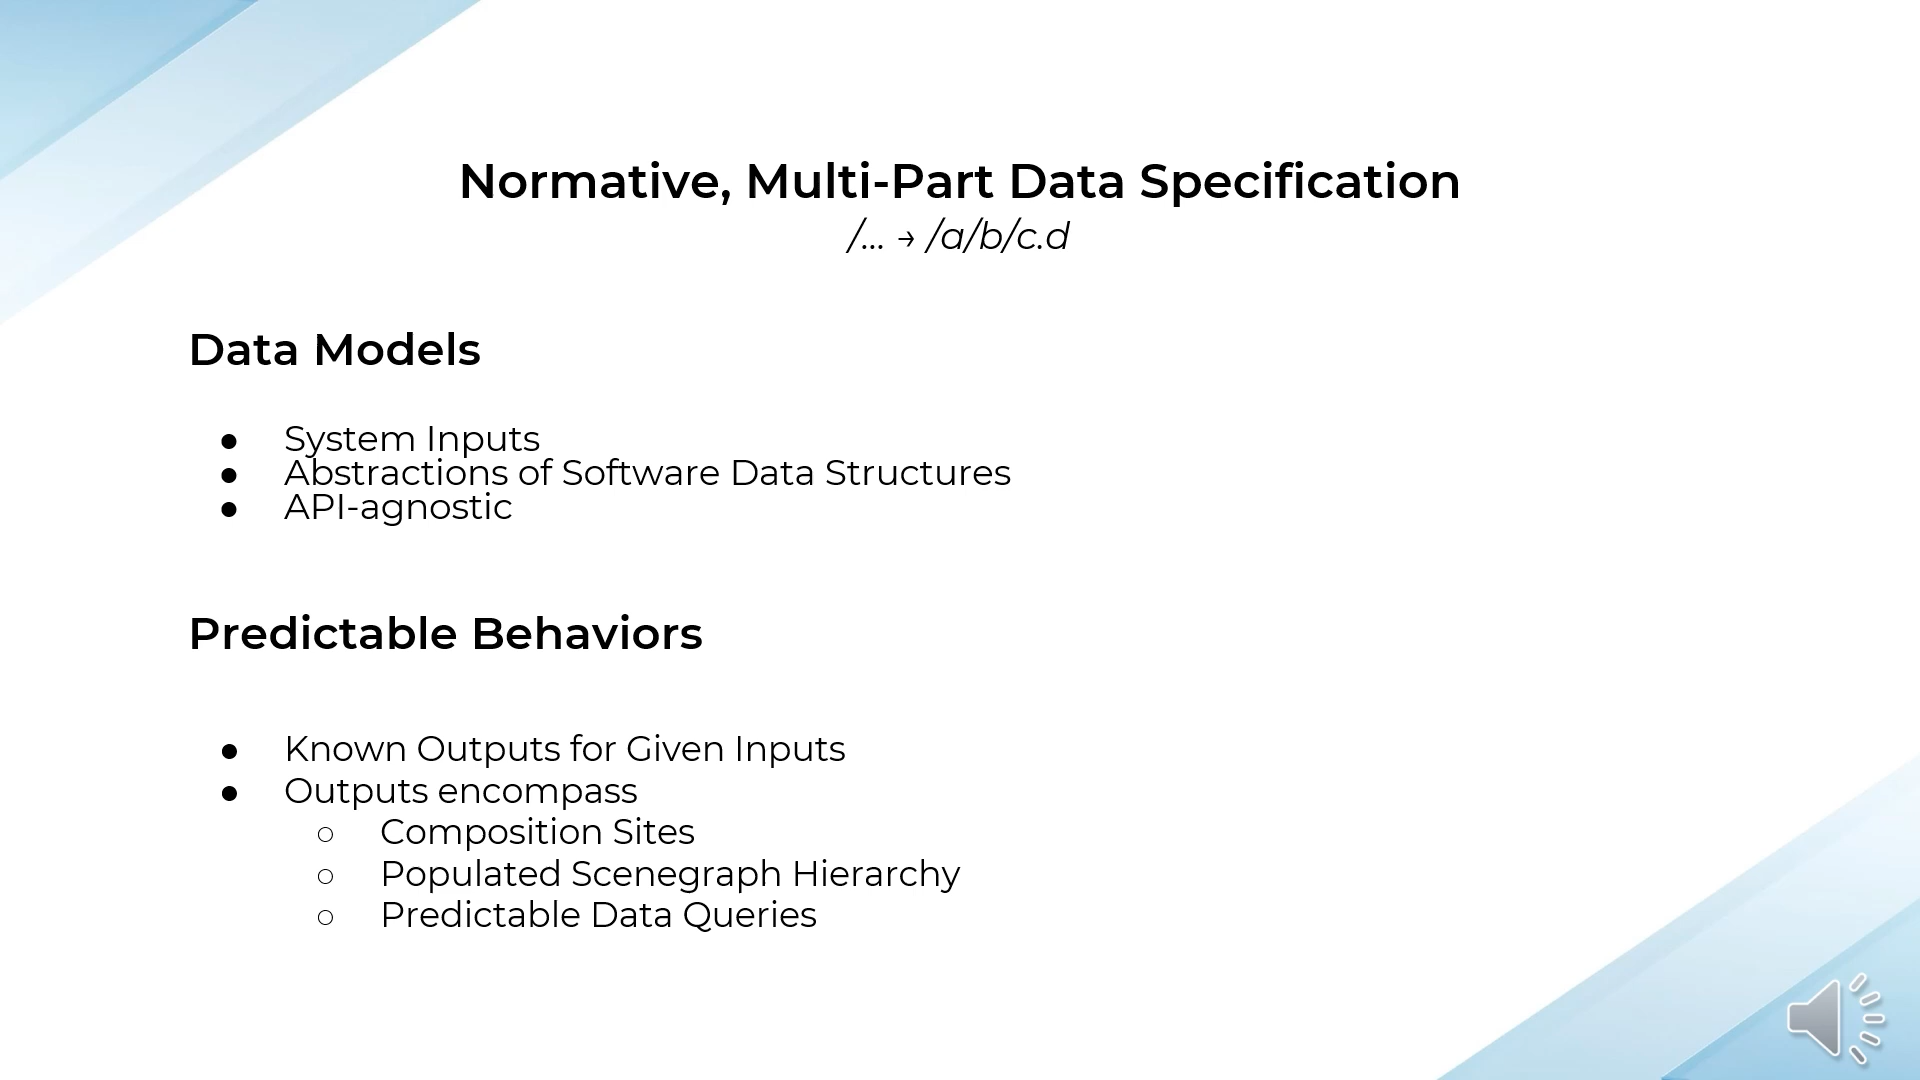 Normative, Multi-Part Data Specification
/... → /a/b/c.d
Data Models
● System Inputs
● Abstractions of Software Data Structures
● API-agnostic
Predictable Behaviors
● Known Outputs for Given Inputs
● Outputs encompass
○ Composition Sites
○ Populated Scenegraph Hierarchy
○ Predictable Data Queries